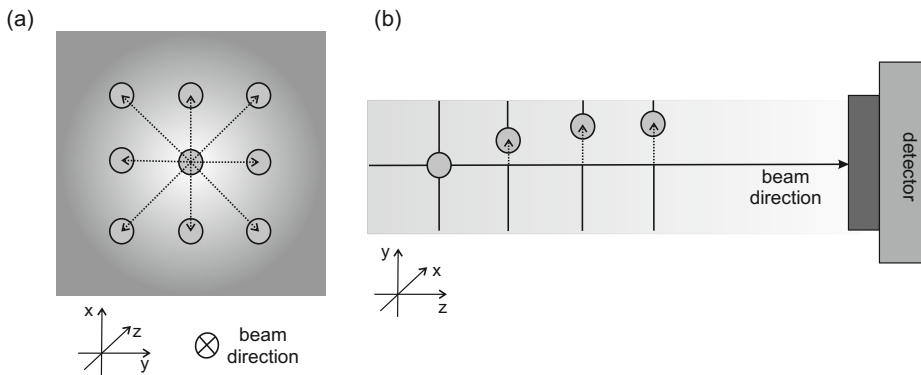 (a)
x
z
y
beam
direction
(b)
beam
direction
detector
y
x
z